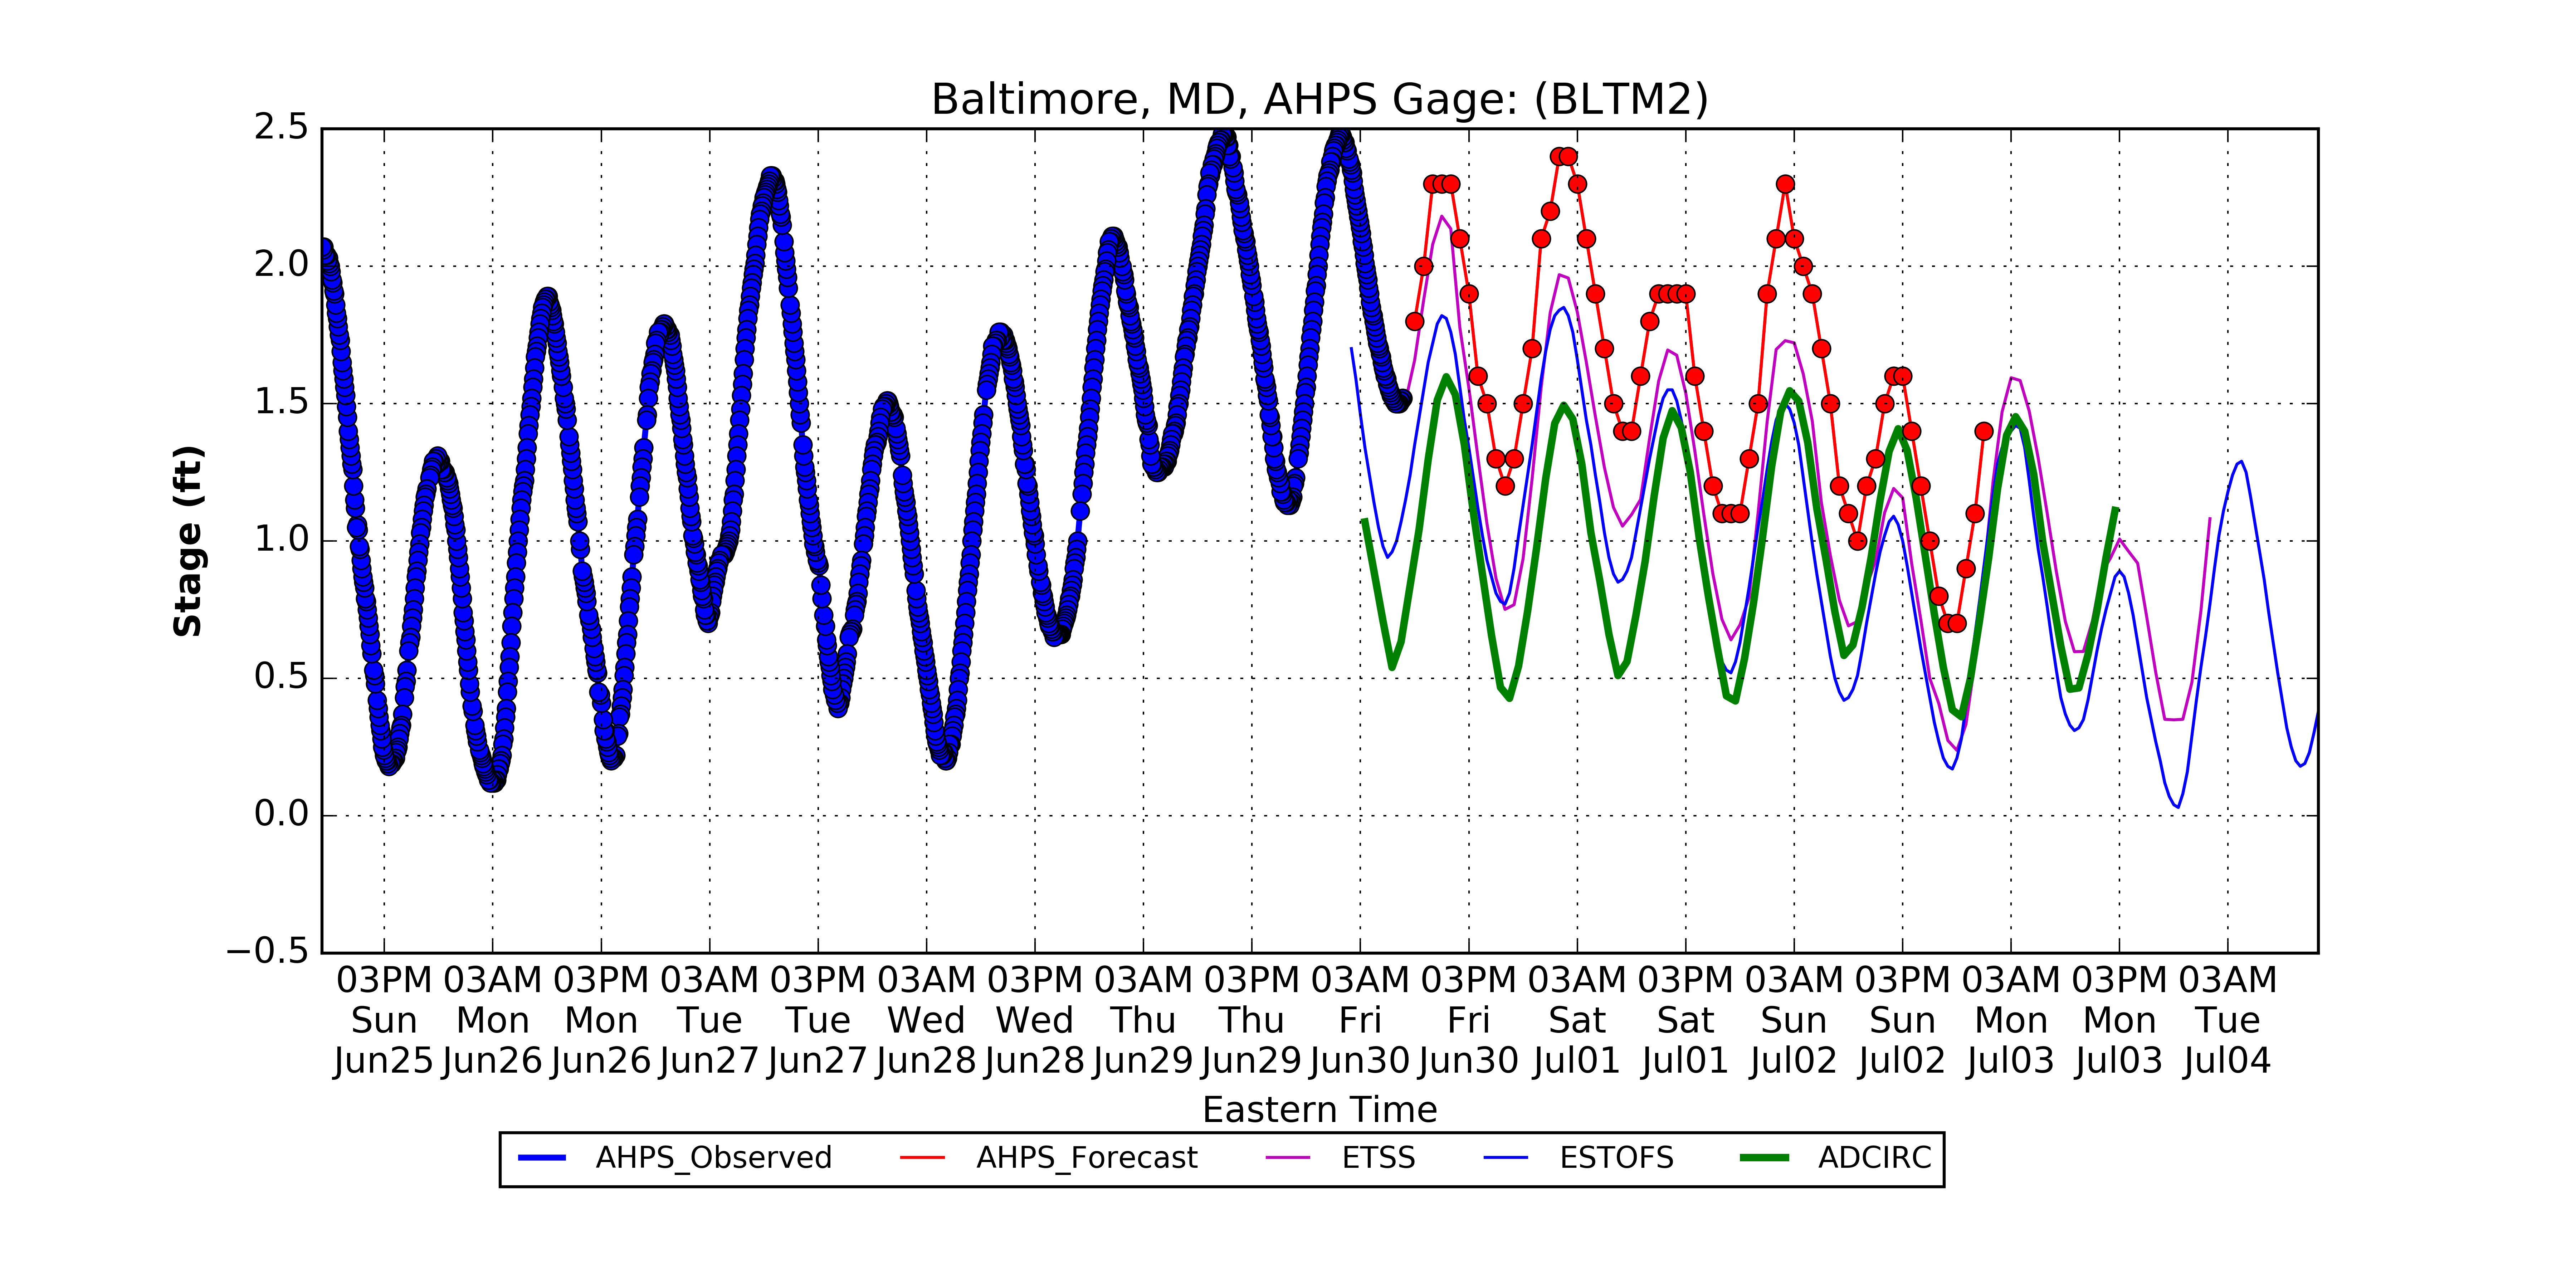 Baltimore, MD, AHPS Gage: (BLTM2)
2.5
2.0
1.5
1.0
0.5
0.0
−0.5
Stage (ft)
03PM 03AM 03PM 03AM 03PM 03AM 03PM 03AM 03PM 03AM 03PM 03AM 03PM 03AM 03PM 03AM 03PM 03AM
Sun Mon Mon Tue Tue Wed Wed Thu Thu Fri Fri Sat Sat Sun Sun Mon Mon Tue
Jun25 Jun26 Jun26 Jun27 Jun27 Jun28 Jun28 Jun29 Jun29 Jun30 Jun30 Jul01 Jul01 Jul02 Jul02 Jul03 Jul03 Jul04
Eastern Time
AHPS_Observed AHPS_Forecast ETSS ESTOFS ADCIRC